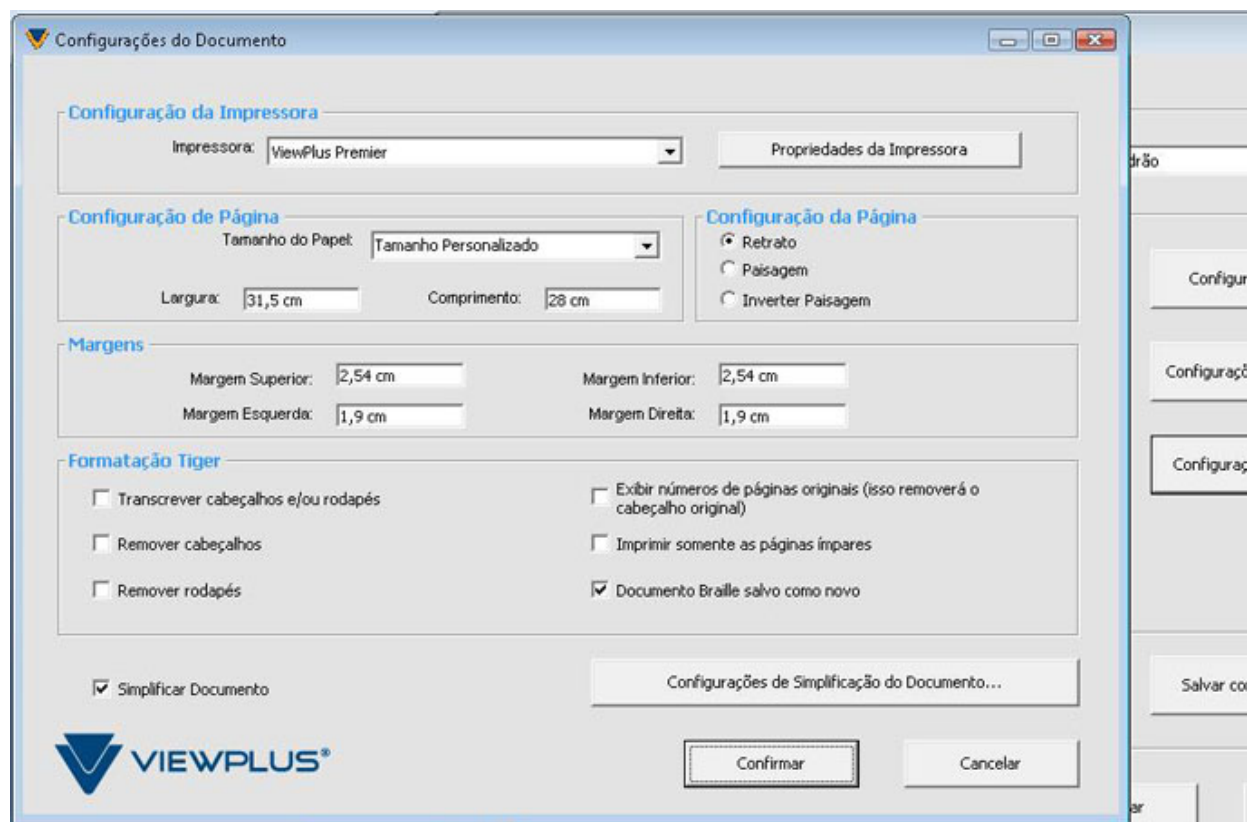 Configurações do Documento
Configuração da Impressora
Impressora: ViewPlus Premier
Propriedades da Impressora
Configuração de Página
Tamanho do Papel: Tamanho Personalizado
Largura: 31,5 cm Comprimento: 28 cm
Configuração da Página
Retrato
Paisagem
Inverter Paisagem
Margens
Margem Superior: 2,54 cm Margem Inferior: 2,54 cm
Margem Esquerda: 1,9 cm Margem Direita: 1,9 cm
Formatação Tiger
Transcrever cabeçalhos e/ou rodapés
Exibir números de páginas originais (isso removerá o
cabeçalho original)
Remover cabeçalhos
Imprimir somente as páginas ímpares
Remover rodapés
Documento Braille salvo como novo
Simplificar Documento
Configurações de Simplificação do Documento...
VIEWPLUS®
Confirmar
Cancelar
drão
Configur
Configuraçõ
Configuraç
Salvar co
ar